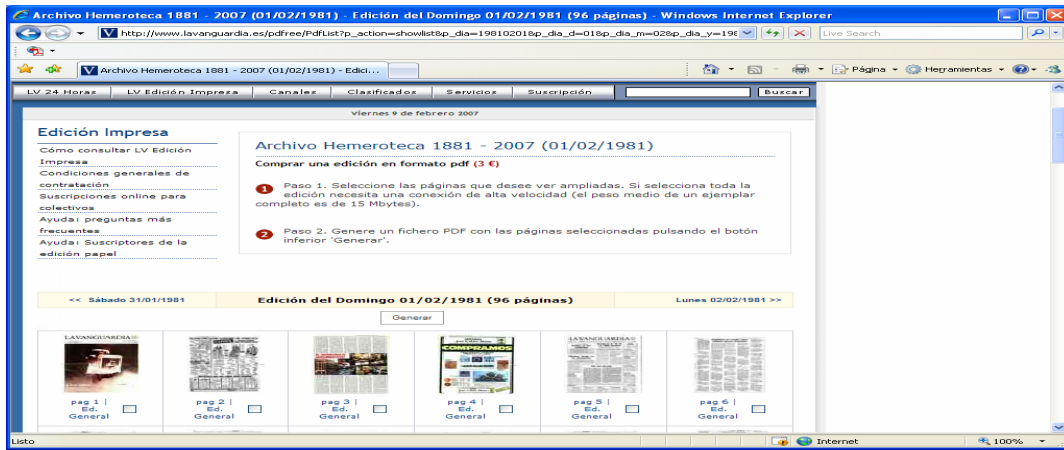 Archivo Hemeroteca 1881 - 2007 (01/02/1981) - Edición del Domingo 01/02/1981 (96 páginas) - Windows Internet Explorer
http://www.lavanguardia.es/pdfree/PdfList?p_action=showlist&p_dia=19810201&p_dia_d=01&p_dia_m=02&p_dia_y=198
Live Search
Archivo Hemeroteca 1881 - 2007 (01/02/1981) - Edici...
Página
Herramientas
LV 24 Horas LV Edición Impresa Canales Clasificados Servicios Suscripción Buscar
Viernes 9 de febrero 2007
Edición Impresa
Cómo consultar LV Edición
Impresa
Condiciones generales de
contratación
Suscripciones online para
colectivos
Ayuda: preguntas más
frecuentes
Ayuda: Suscriptores de la
edición papel
Archivo Hemeroteca 1881 - 2007 (01/02/1981)
Comprar una edición en formato pdf (3 €)
1 Paso 1. Seleccione las páginas que desee ver ampliadas. Si selecciona toda la
edición necesita una conexión de alta velocidad (el peso medio de un ejemplar
completo es de 15 Mbytes).
2 Paso 2. Genere un fichero PDF con las páginas seleccionadas pulsando el botón
inferior 'Generar'.
<< Sábado 31/01/1981 Edición del Domingo 01/02/1981 (96 páginas) Lunes 02/02/1981 >>
Generar
LA VANGUARDIA
COMPRAMOS
LA VANGUARDIA
pag 1 | pag 2 | pag 3 | pag 4 | pag 5 | pag 6 |
Ed. Ed. Ed. Ed. Ed. Ed.
General General General General General General
Listo
Internet
100%